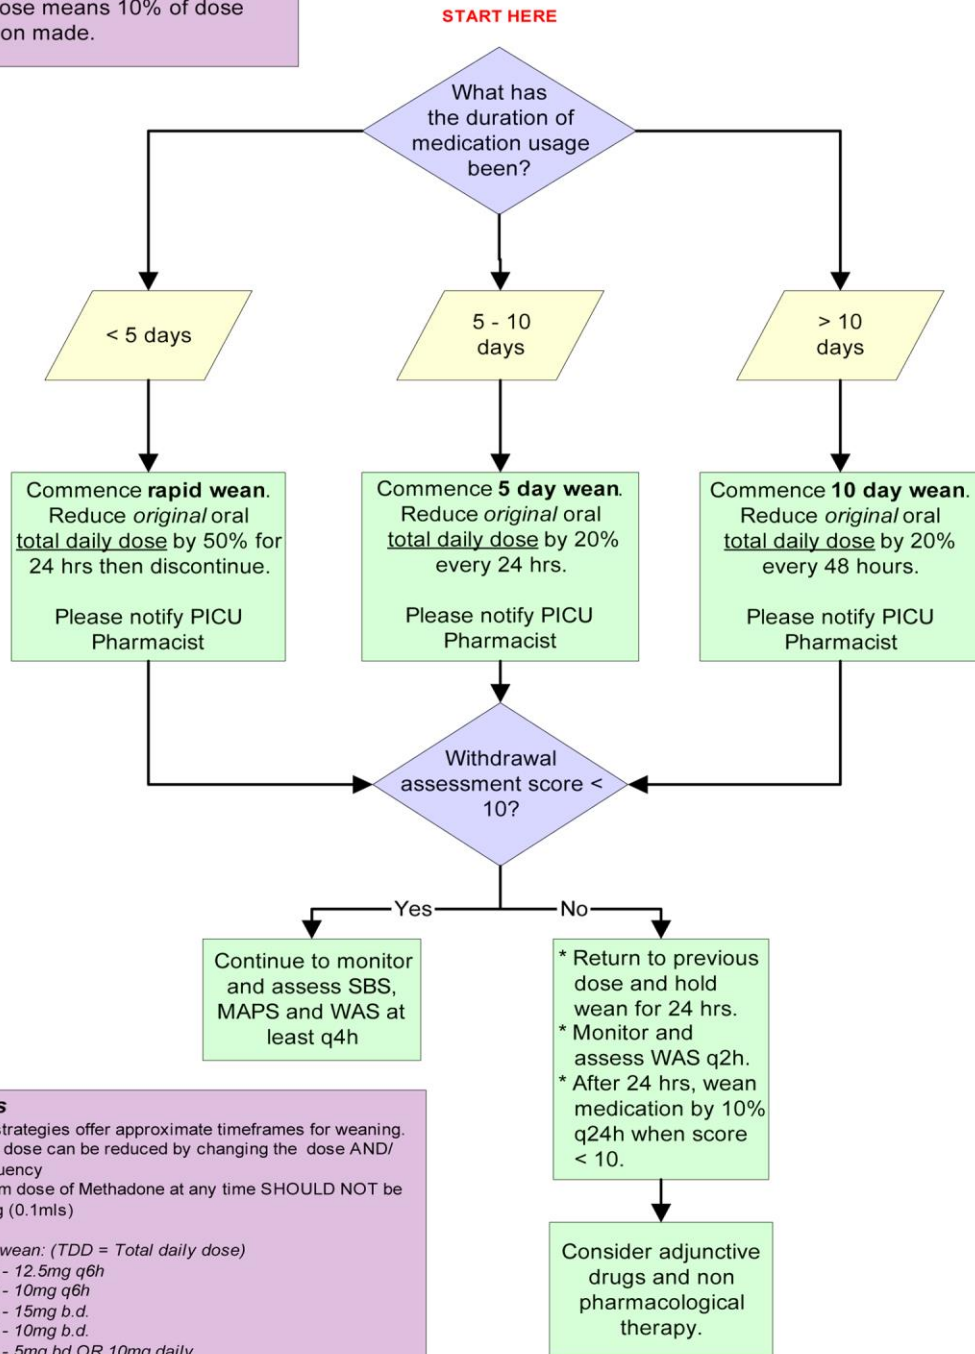 ose means 10% of dose
on made.
START HERE
What has
the duration of
medication usage
been?
< 5 days
5 - 10
days
> 10
days
Commence rapid wean.
Reduce original oral
total daily dose by 50% for
24 hrs then discontinue.
Please notify PICU
Pharmacist
Commence 5 day wean.
Reduce original oral
total daily dose by 20%
every 24 hrs.
Please notify PICU
Pharmacist
Commence 10 day wean.
Reduce original oral
total daily dose by 20%
every 48 hours.
Please notify PICU
Pharmacist
Withdrawal
assessment score <
10?
Yes
No
Continue to monitor
and assess SBS,
MAPS and WAS at
least q4h
* Return to previous
dose and hold
wean for 24 hrs.
* Monitor and
assess WAS q2h.
* After 24 hrs, wean
medication by 10%
q24h when score
< 10.
Consider adjunctive
drugs and non
pharmacological
therapy.
s
strategies offer approximate timeframes for weaning.
dose can be reduced by changing the dose AND/
uency
m dose of Methadone at any time SHOULD NOT be
g (0.1mls)
wean: (TDD = Total daily dose)
- 12.5mg q6h
- 10mg q6h
- 15mg b.d.
- 10mg b.d.
- 5mg bd OR 10mg daily